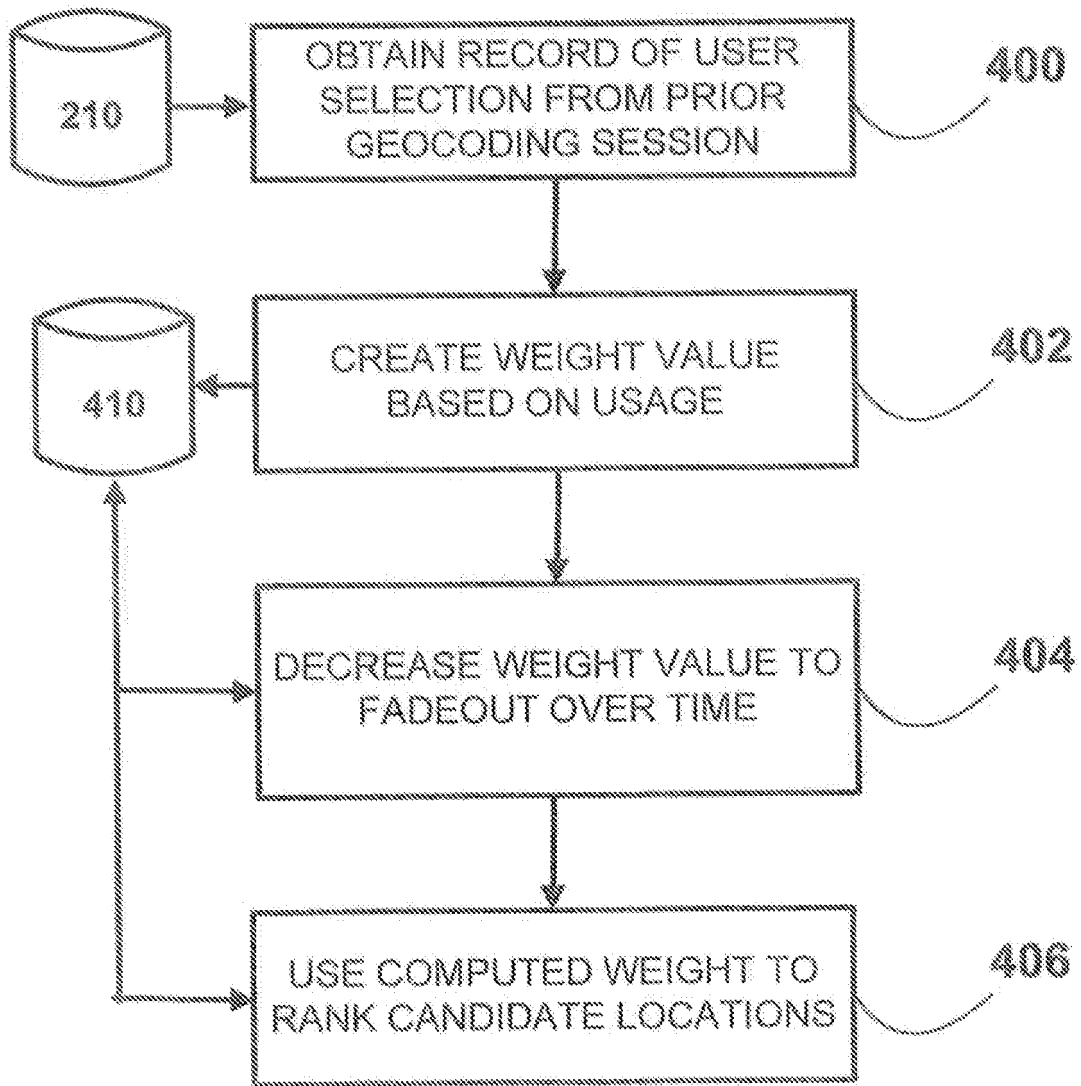 210
OBTAIN RECORD OF USER
SELECTION FROM PRIOR
GEOCODING SESSION
400
410
CREATE WEIGHT VALUE
BASED ON USAGE
402
DECREASE WEIGHT VALUE TO
FADEOUT OVER TIME
404
USE COMPUTED WEIGHT TO
RANK CANDIDATE LOCATIONS
406